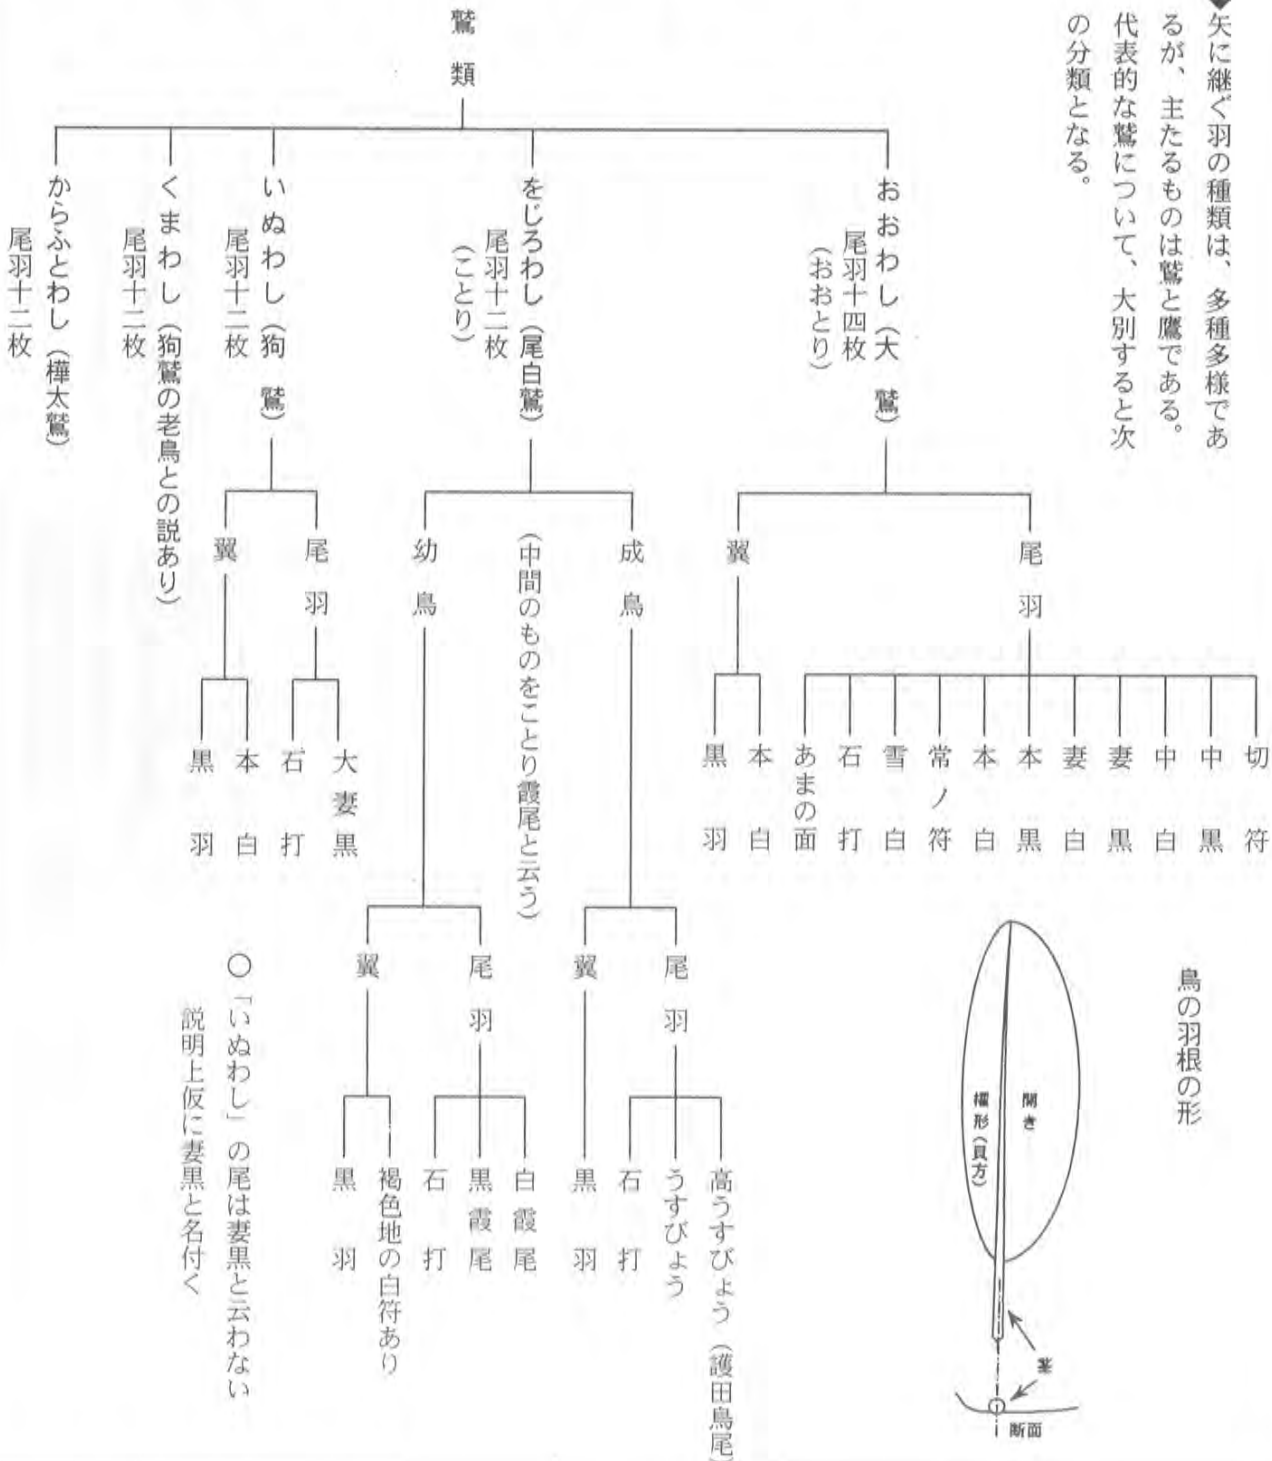 矢に継ぐ羽の種類は、多種多様であ
るが、主たるものは鷲と鷹である。
代表的な鷲について、大別すると次
の分類となる。
鳥の羽根の形
開き
断面
鷲類
おおわし（大鷲）
尾羽十四枚
（おおとり）
尾羽
切符
中黒
中白
妻黒
妻白
本黒
本白
常ノ符
雪白
石打
あまの面
翼
本白
黒羽
をじろわし（尾白鷲）
尾羽十二枚
（ことり）
成鳥
尾羽
高うすびょう（護田鳥尾）
うすびょう
石打
翼
黒羽
（中間のものをことり霞尾と云う）
幼鳥
尾羽
白霞尾
黒霞尾
石打
翼
褐色地の白符あり
黒羽
いぬわし（狗鷲）
尾羽十二枚
尾羽
大妻黒
石打
翼
本白
黒羽
くまわし（狗鷲の老鳥との説あり）
尾羽十二枚
からふとわし（樺太鷲）
尾羽十二枚
○「いぬわし」の尾は妻黒と云わない
説明上仮に妻黒と名付く